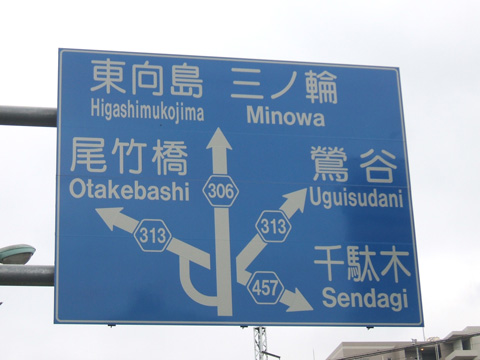 東向島 三ノ輪
Higashimukojima Minowa
尾竹橋
Otakebashi
306
鶯谷
Uguisudani
313
313
千駄木
Sendagi
457